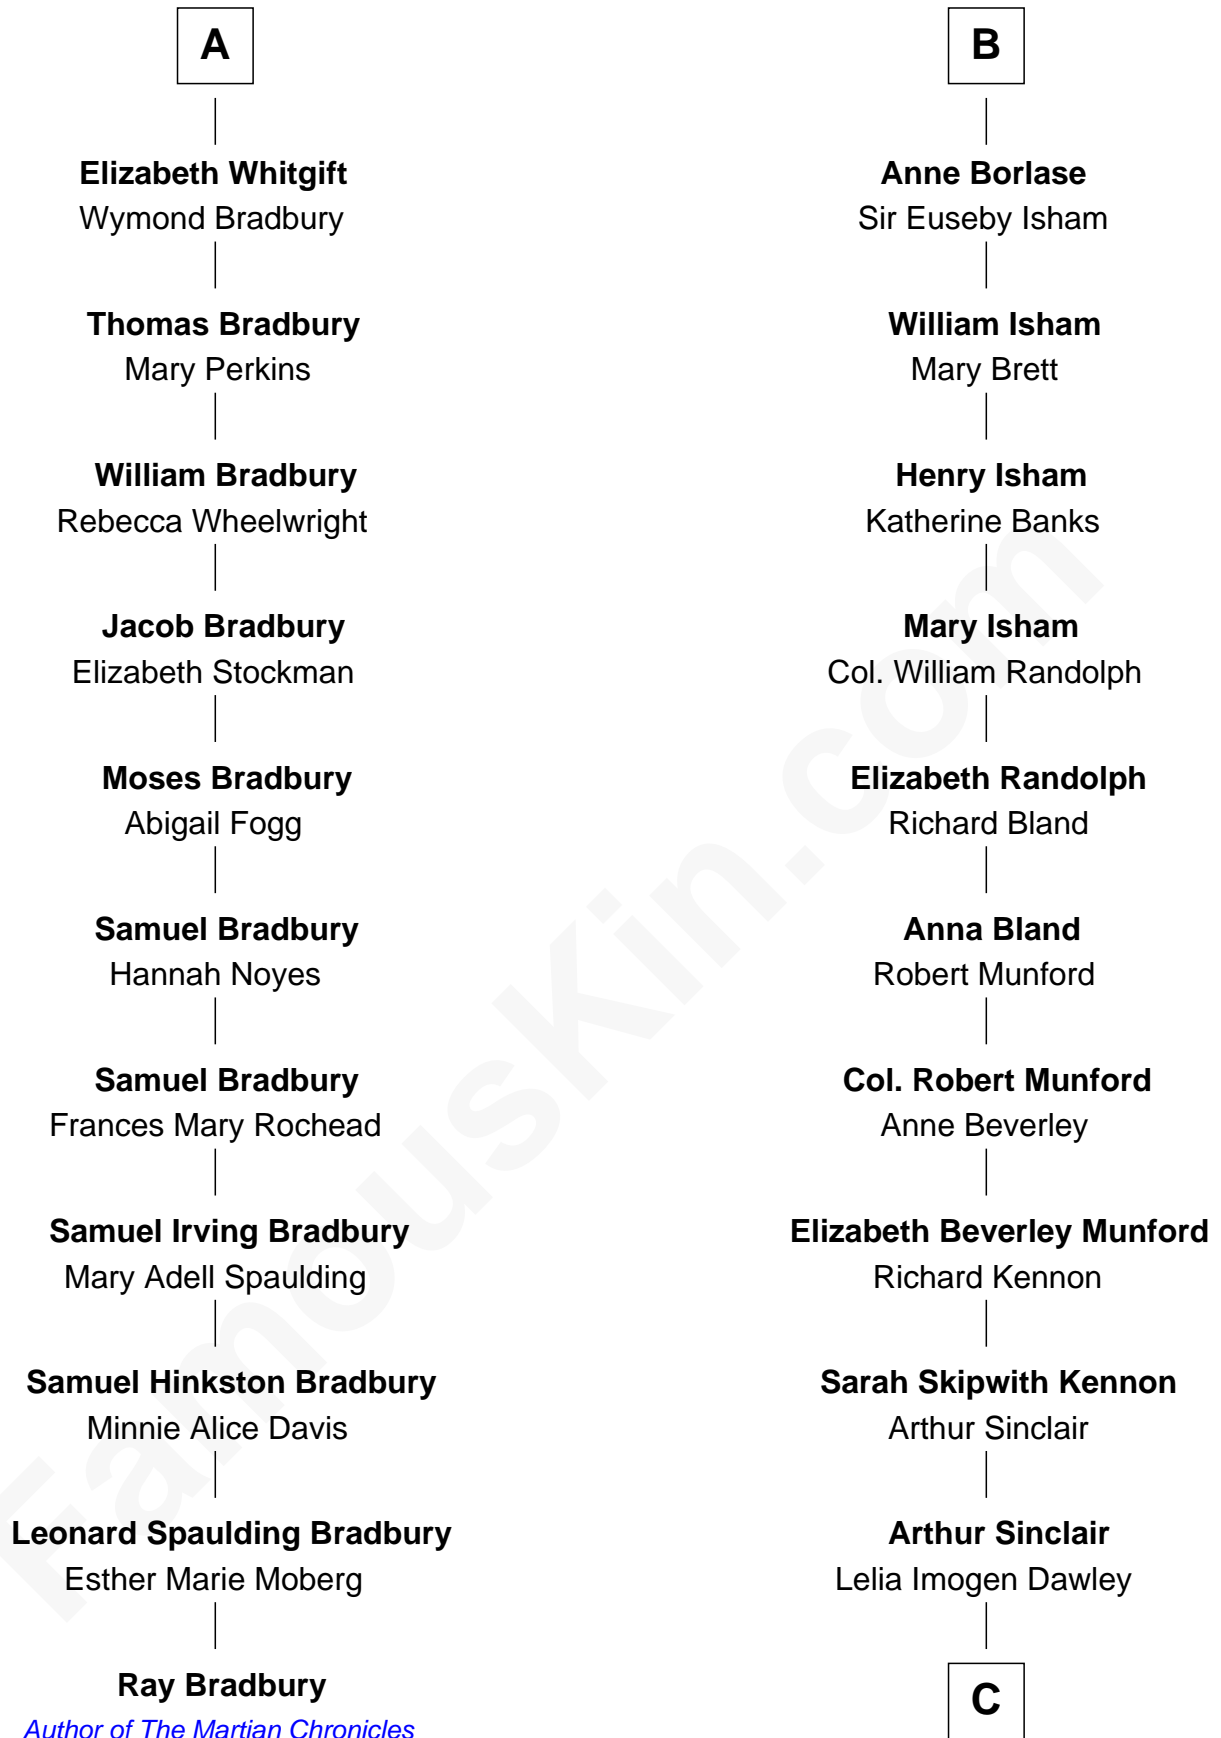 A
Elizabeth Whitgift
Wymond Bradbury
Thomas Bradbury
Mary Perkins
William Bradbury
Rebecca Wheelwright
Jacob Bradbury
Elizabeth Stockman
Moses Bradbury
Abigail Fogg
Samuel Bradbury
Hannah Noyes
Samuel Bradbury
Frances Mary Rochead
Samuel Irving Bradbury
Mary Adell Spaulding
Samuel Hinkston Bradbury
Minnie Alice Davis
Leonard Spaulding Bradbury
Esther Marie Moberg
Ray Bradbury
Author of The Martian Chronicles
B
Anne Borlase
Sir Euseby Isham
William Isham
Mary Brett
Henry Isham
Katherine Banks
Mary Isham
Col. William Randolph
Elizabeth Randolph
Richard Bland
Anna Bland
Robert Munford
Col. Robert Munford
Anne Beverley
Elizabeth Beverley Munford
Richard Kennon
Sarah Skipwith Kennon
Arthur Sinclair
Arthur Sinclair
Lelia Imogen Dawley
C
FamousKin.com